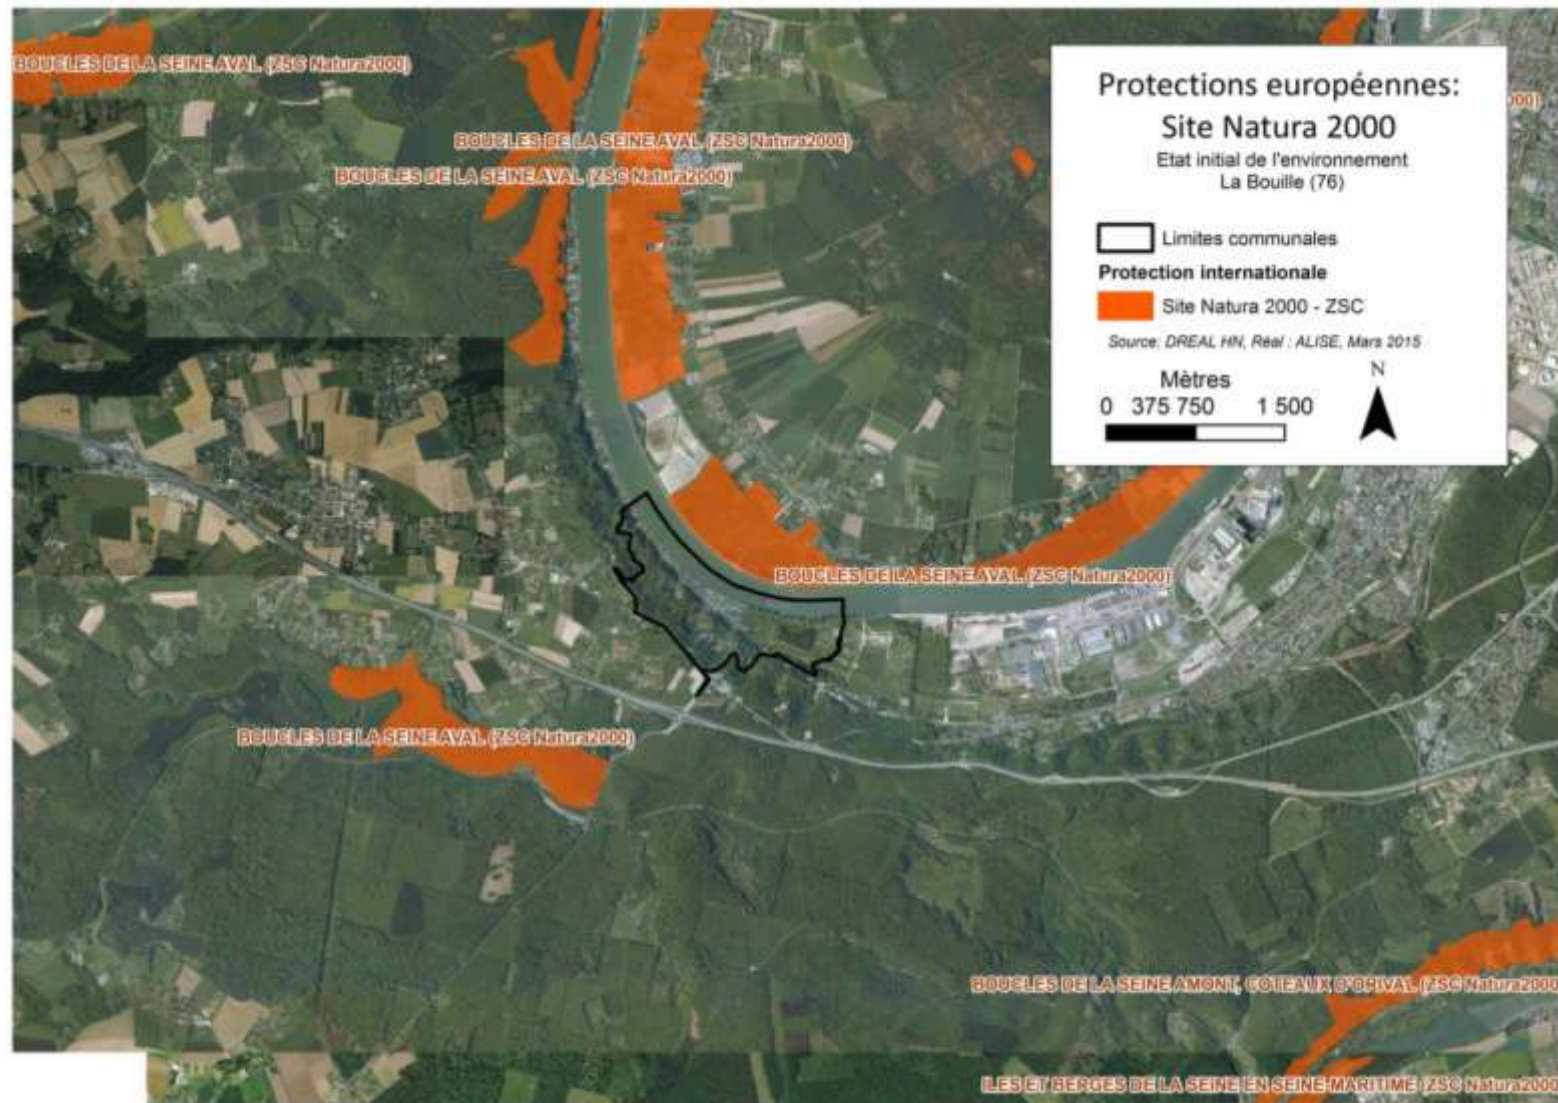 BOUCLES DE LA SEINE AVAL (ZSC Natura2000)
BOUCLES DE LA SEINE AVAL (ZSC Natura2000)
BOUCLES DE LA SEINE AVAL (ZSC Natura2000)
Protections européennes:
Site Natura 2000
Etat initial de l'environnement
La Bouille (76)
Limites communales
Protection internationale
Site Natura 2000 - ZSC
Source: DREAL HN, Réal : ALISE, Mars 2015
N
Mètres
0 375 750 1 500
BOUCLES DE LA SEINE AVAL (ZSC Natura2000)
BOUCLES DE LA SEINE AVAL (ZSC Natura2000)
BOUCLES DE LA SEINE AMONT, COTEAUX D'ORIVAL (ZSC Natura2000
ILES ET BERGES DE LA SEINE EN SEINE-MARITIME (ZSC Natura2000